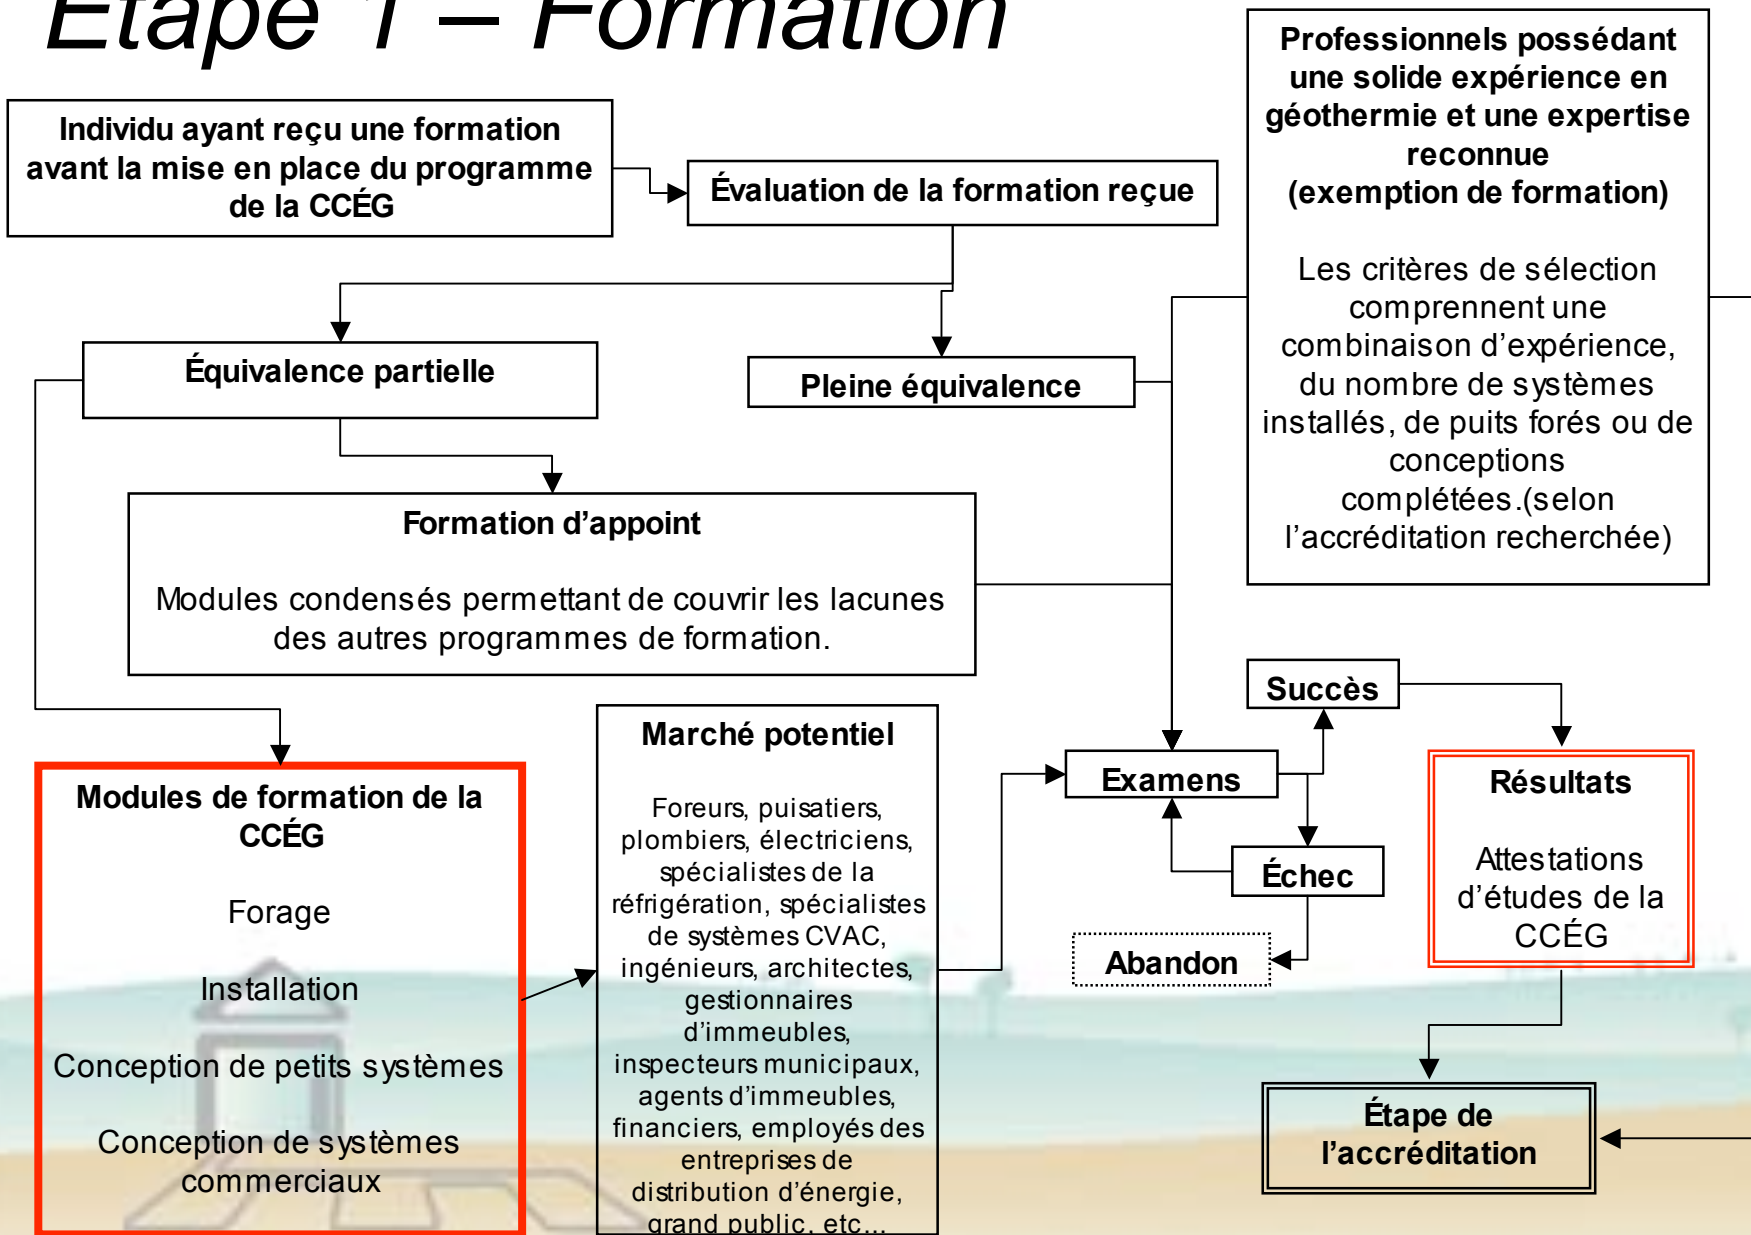 Étape 1 – Formation
Individu ayant reçu une formation
avant la mise en place du programme
de la CCÉG
Évaluation de la formation reçue
Professionnels possédant
une solide expérience en
géothermie et une expertise
reconnue
(exemption de formation)
Les critères de sélection
comprennent une
combinaison d’expérience,
du nombre de systèmes
installés, de puits forés ou de
conceptions
complétées.(selon
l’accréditation recherchée)
Équivalence partielle
Pleine équivalence
Formation d’appoint
Modules condensés permettant de couvrir les lacunes
des autres programmes de formation.
Modules de formation de la
CCÉG
Forage
Installation
Conception de petits systèmes
Conception de systèmes
commerciaux
Marché potentiel
Foreurs, puisatiers,
plombiers, électriciens,
spécialistes de la
réfrigération, spécialistes
de systèmes CVAC,
ingénieurs, architectes,
gestionnaires
d’immeubles,
inspecteurs municipaux,
agents d’immeubles,
financiers, employés des
entreprises de
distribution d’énergie,
grand public, etc...
Succès
Examens
Échec
Abandon
Résultats
Attestations
d’études de la
CCÉG
Étape de
l’accréditation